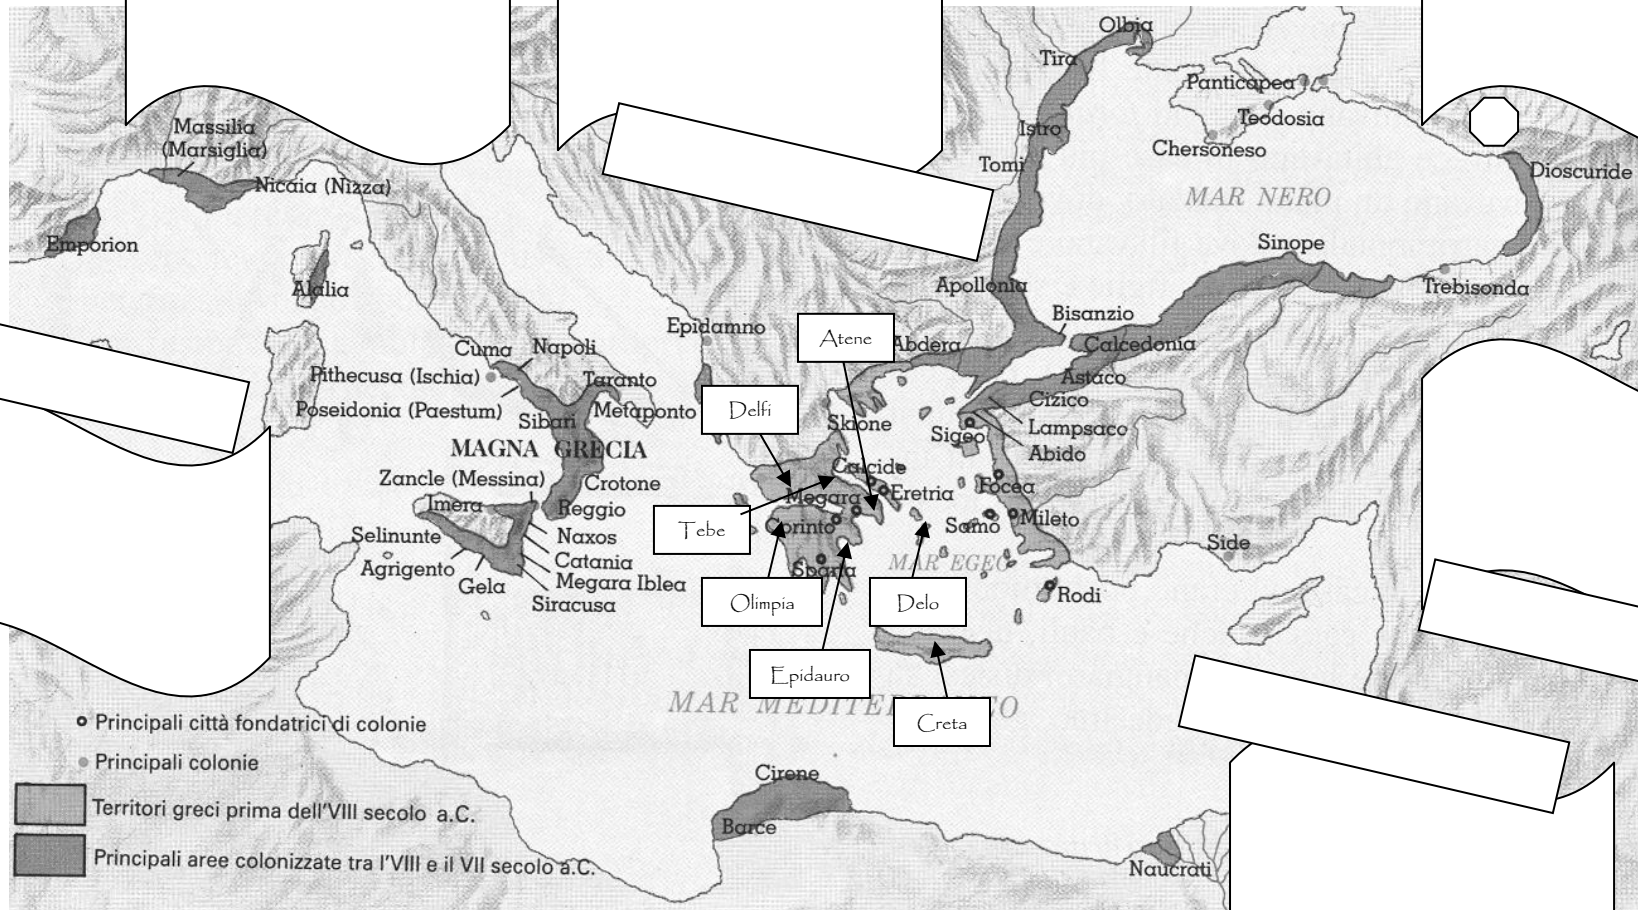 Olbia
Tira
Panticapea
Teodosia
Istro
Chersoneso
Tomi
Dioscuride
MAR NERO
Massilia
(Marsiglia)
Nicaia (Nizza)
Emporion
Sinope
Alalia
Apollonia
Trebisonda
Bisanzio
Epidamno
Atene
Abdera
Calcedonia
Cuma
Napoli
Pithecusa (Ischia)
Taranto
Astaco
Poseidonia (Paestum)
Metaponto
Delfi
Cizico
Sibari
Skione
Sigeo
Lampsaco
MAGNA GRECIA
Abido
Calcide
Zancle (Messina)
Crotone
Megara
Eretria
Focea
Imera
Reggio
Tebe
Corinto
Samo
Mileto
Selinunte
Naxos
Side
Agrigento
Catania
Sparta
MAR EGEO
Gela
Megara Iblea
Siracusa
Olimpia
Delo
Rodi
Epidauro
MAR MEDITERRANEO
Creta
Principali città fondatrici di colonie
Principali colonie
Cirene
Territori greci prima dell'VIII secolo a.C.
Barce
Principali aree colonizzate tra l'VIII e il VII secolo a.C.
Naucrati